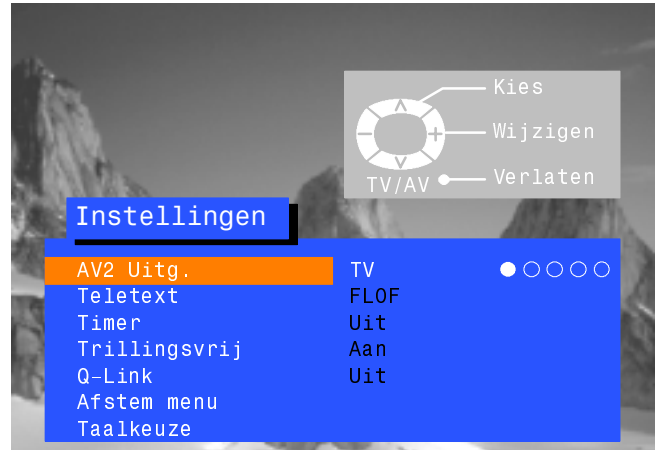 Kies
Wijzigen
TV/AV Verlaten
Instellingen
AV2 Uitg. TV
Teletext FLOF
Timer Uit
Trillingsvrij Aan
Q-Link Uit
Afstem menu
Taalkeuze